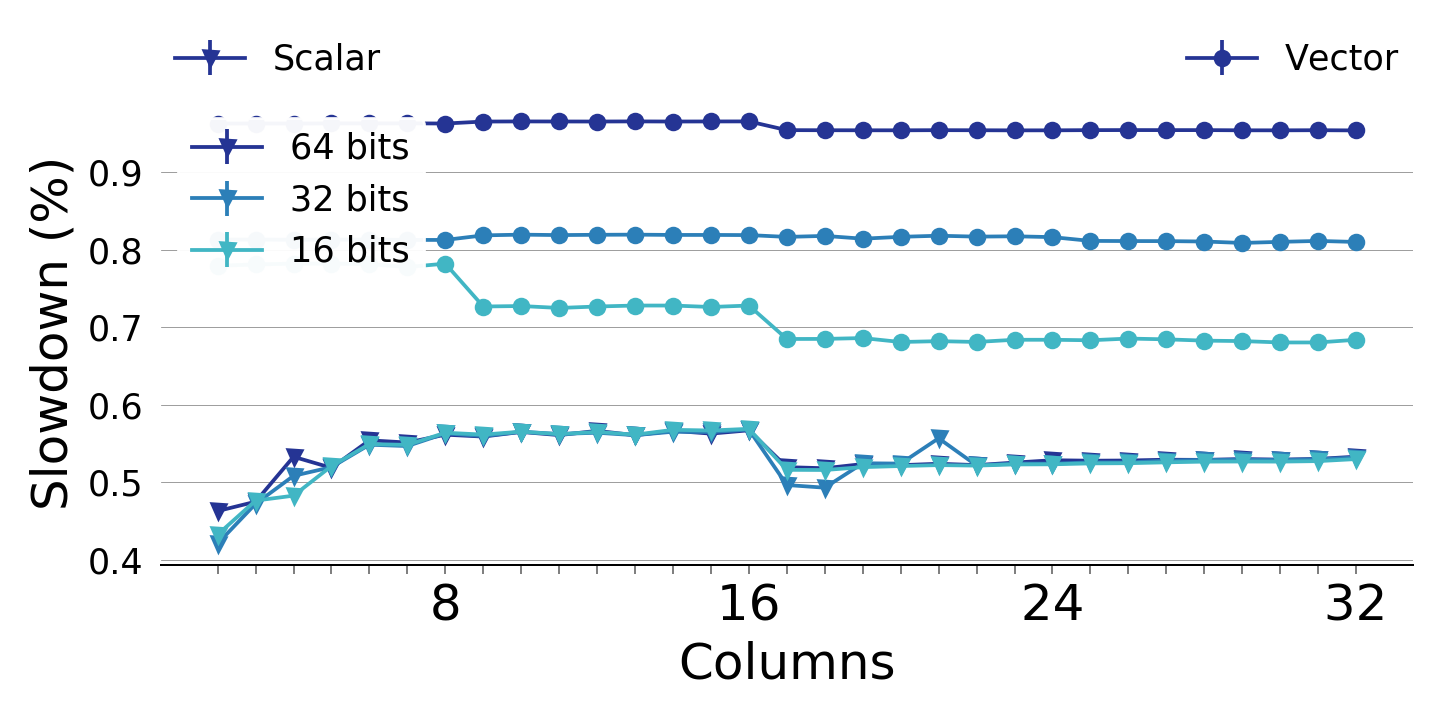 Scalar
Vector
64 bits
32 bits
16 bits
Slowdown (%)
0.9
0.8
0.7
0.6
0.5
0.4
8
16
24
32
Columns